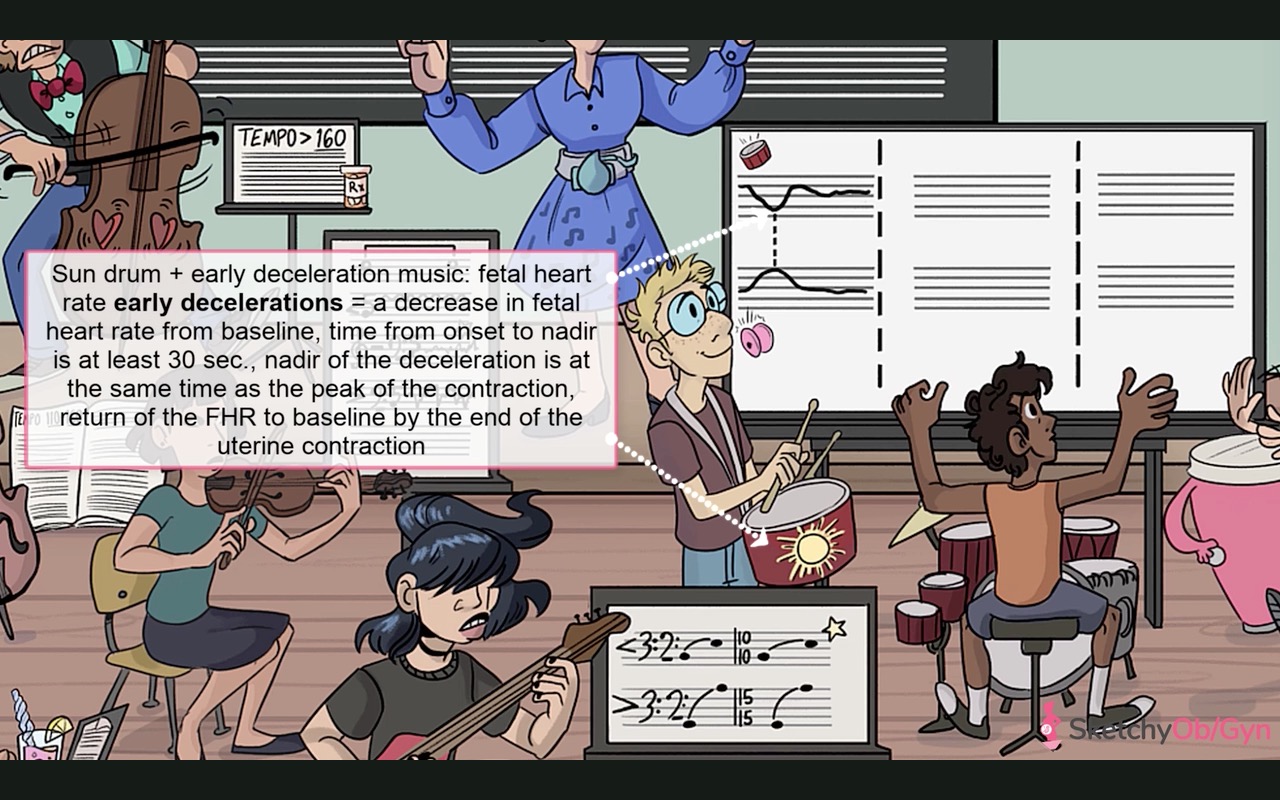 TEMPO > 160
Rx
Sun drum + early deceleration music: fetal heart
rate early decelerations = a decrease in fetal
heart rate from baseline, time from onset to nadir
is at least 30 sec., nadir of the deceleration is at
the same time as the peak of the contraction,
return of the FHR to baseline by the end of the
uterine contraction
TEMPO 110
<3:2: 10
10
>3:2: 15
15
SketchyOb/Gyn